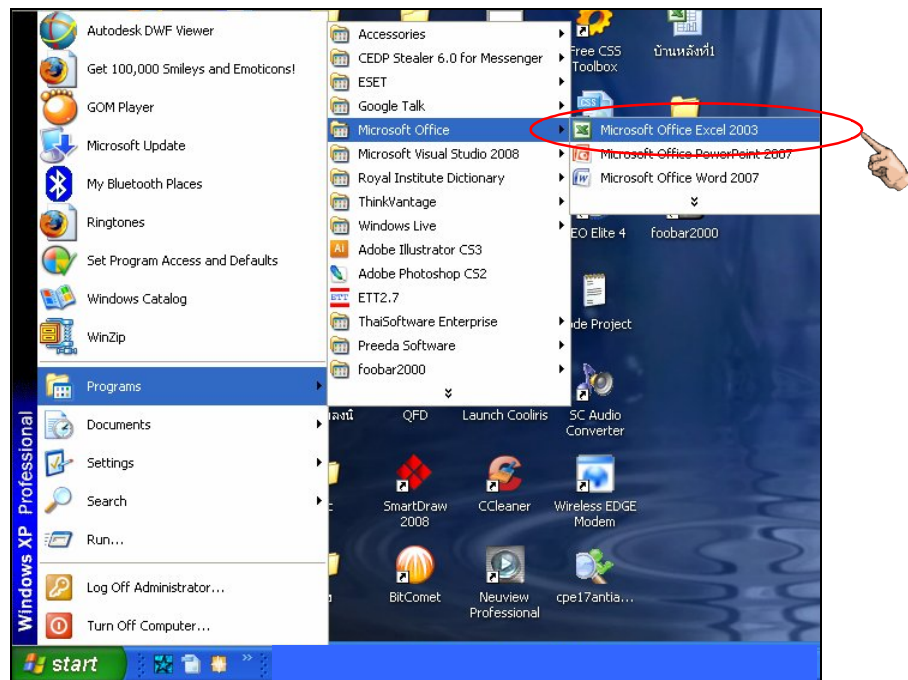 Autodesk DWF Viewer
Get 100,000 Smileys and Emoticons!
GOM Player
Microsoft Update
My Bluetooth Places
Ringtones
Set Program Access and Defaults
Windows Catalog
WinZip
Programs
Documents
Settings
Search
Run...
Log Off Administrator...
Turn Off Computer...
Windows XP Professional
start
Accessories
CEDP Stealer 6.0 for Messenger
ESET
Google Talk
Microsoft Office
Microsoft Visual Studio 2008
Royal Institute Dictionary
ThinkVantage
Windows Live
Adobe Illustrator CS3
Adobe Photoshop CS2
ETT2.7
ThaiSoftware Enterprise
Preeda Software
foobar2000
Microsoft Office Excel 2003
Microsoft Office PowerPoint 2007
Microsoft Office Word 2007
Free CSS
Toolbox
บ้านหลังที่1
EO Elite 4
foobar2000
de Project
QFD
Launch Cooliris
SC Audio
Converter
SmartDraw
2008
CCleaner
Wireless EDGE
Modem
BitComet
Neuview
Professional
cpe17antia...